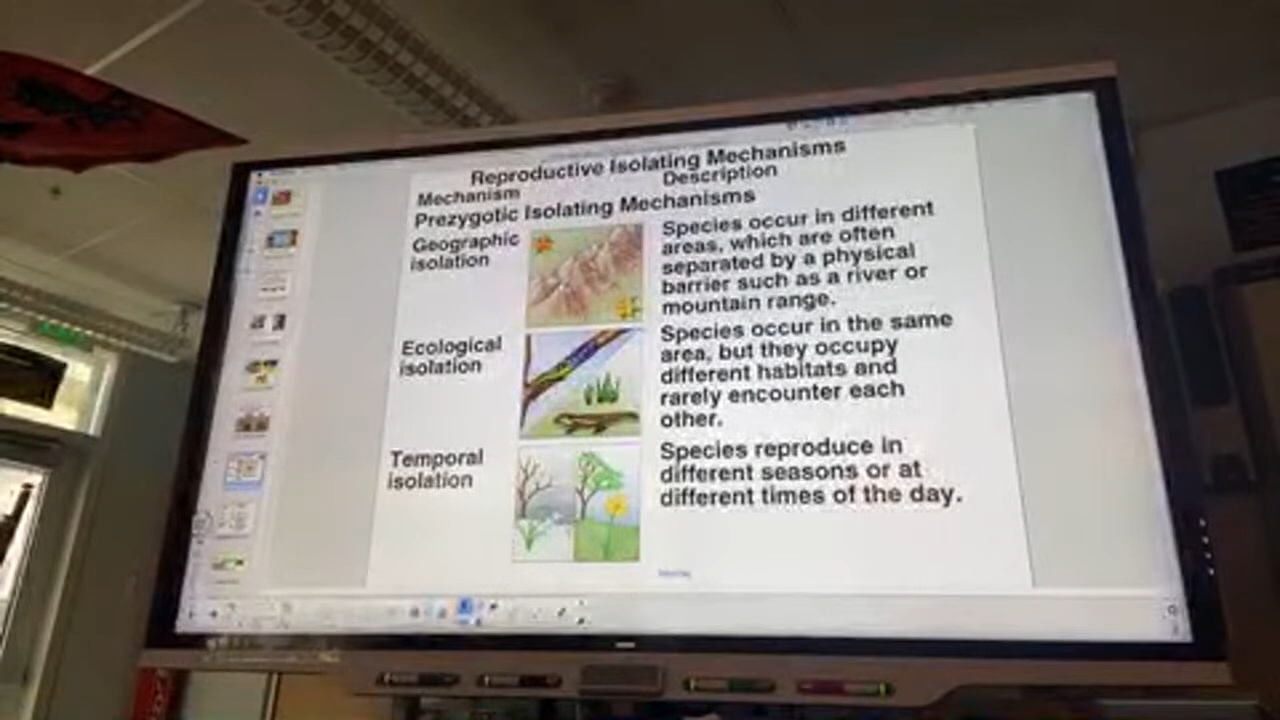 Reproductive Isolating Mechanisms
Mechanism
Description
Prezygotic Isolating Mechanisms
Geographic
isolation
Species occur in different
areas, which are often
separated by a physical
barrier such as a river or
mountain range.
Ecological
isolation
Species occur in the same
area, but they occupy
different habitats and
rarely encounter each
other.
Temporal
isolation
Species reproduce in
different seasons or at
different times of the day.